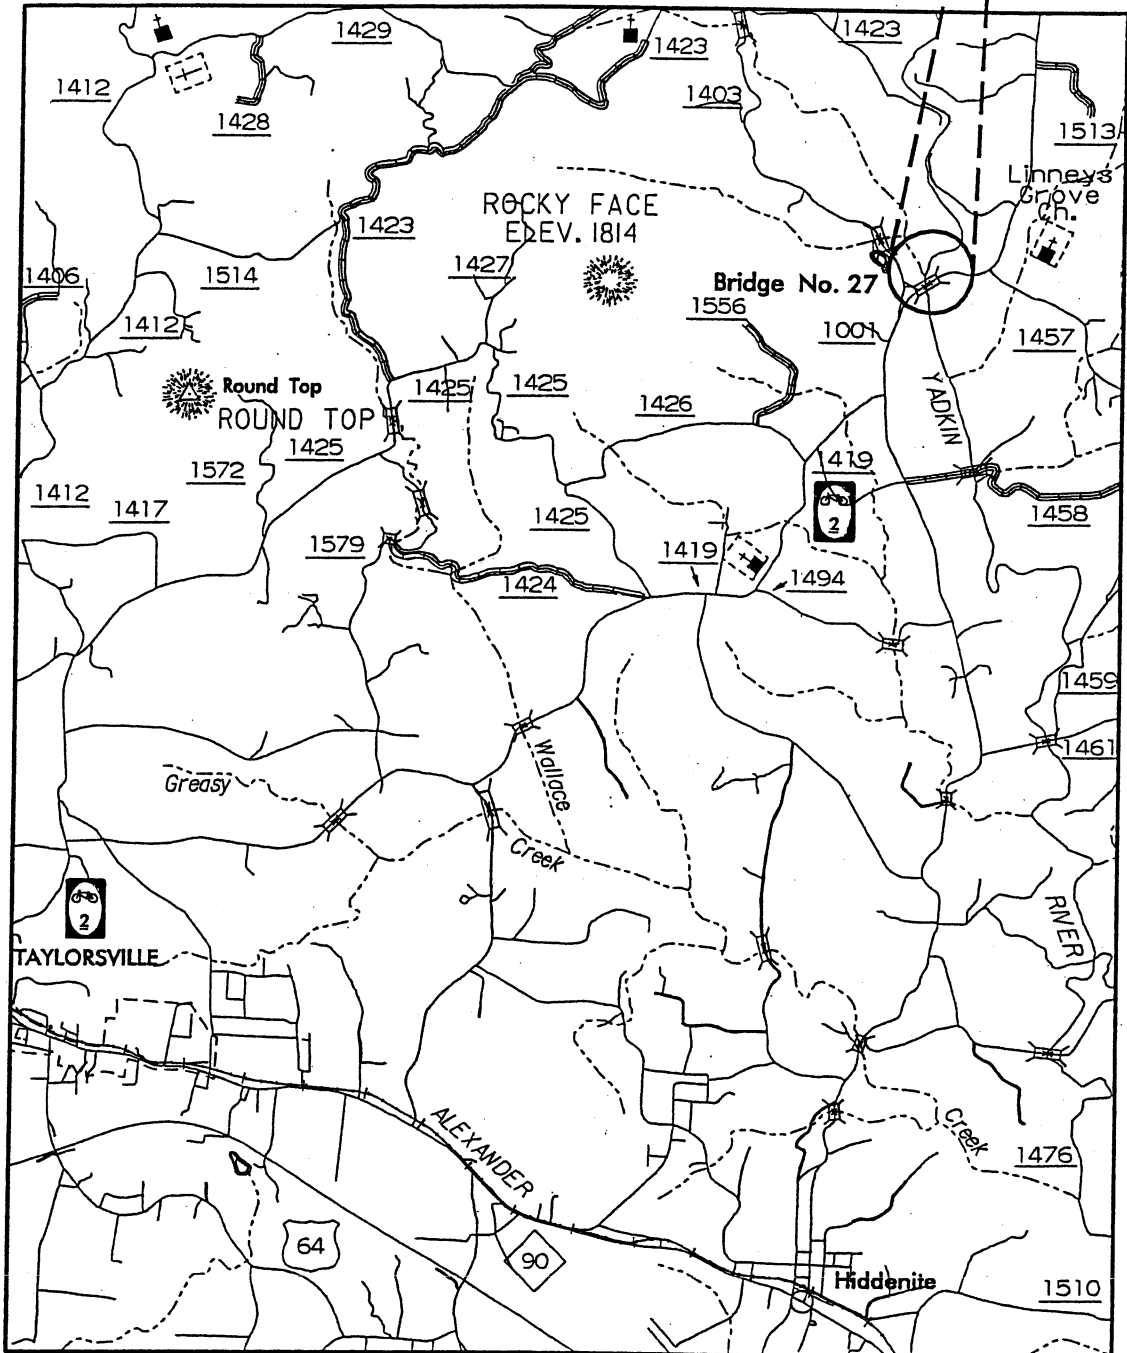 1429
1423
1423
1412
1403
1428
1513
Linneys
Grove
Ch.
ROCKY FACE
ELEV. 1814
1423
1427
1406
1514
Bridge No. 27
1556
1412
1001
1457
Round Top
ROUND TOP
1425
1425
1426
YADKIN
1425
1572
1419
1412
1417
2
1425
1458
1579
1419
1424
1494
1459
1461
Wallace
Greasy
Creek
2
RIVER
TAYLORSVILLE
ALEXANDER
Creek
1476
64
90
Hiddenite
1510